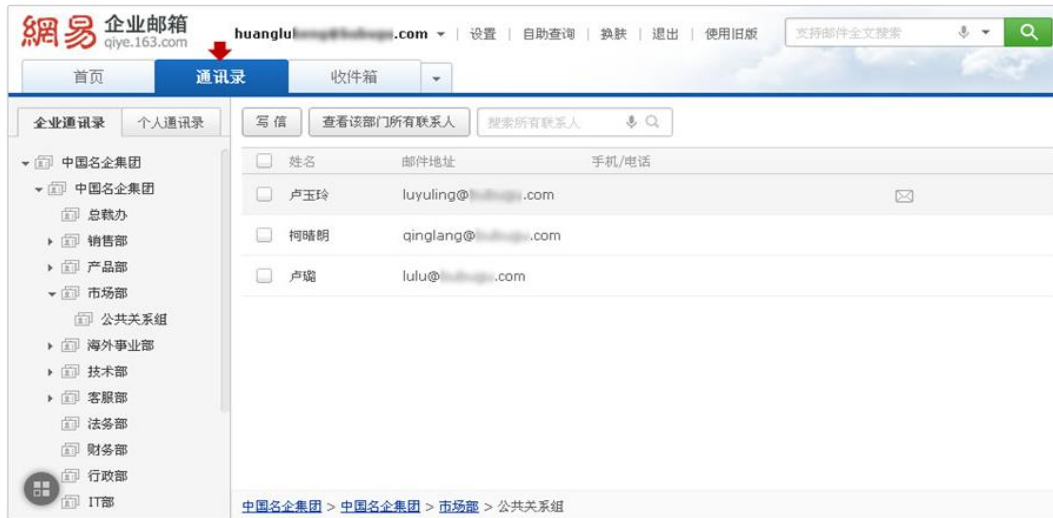 網易 企业邮箱
qiye.163.com
huanglu .com | 设置 | 自助查询 | 换肤 | 退出 | 使用旧版
支持邮件全文搜索
首页 通讯录 收件箱
企业通讯录 个人通讯录
写信 查看该部门所有联系人 搜索所有联系人
中国名企集团
中国名企集团
总裁办
销售部
产品部
市场部
公共关系组
海外事业部
技术部
客服部
法务部
财务部
行政部
IT部
姓名 邮件地址 手机/电话
卢玉玲 luyuling@ .com
柯晴朗 qinglang@ .com
卢璐 lulu@ .com
中国名企集团 > 中国名企集团 > 市场部 > 公共关系组